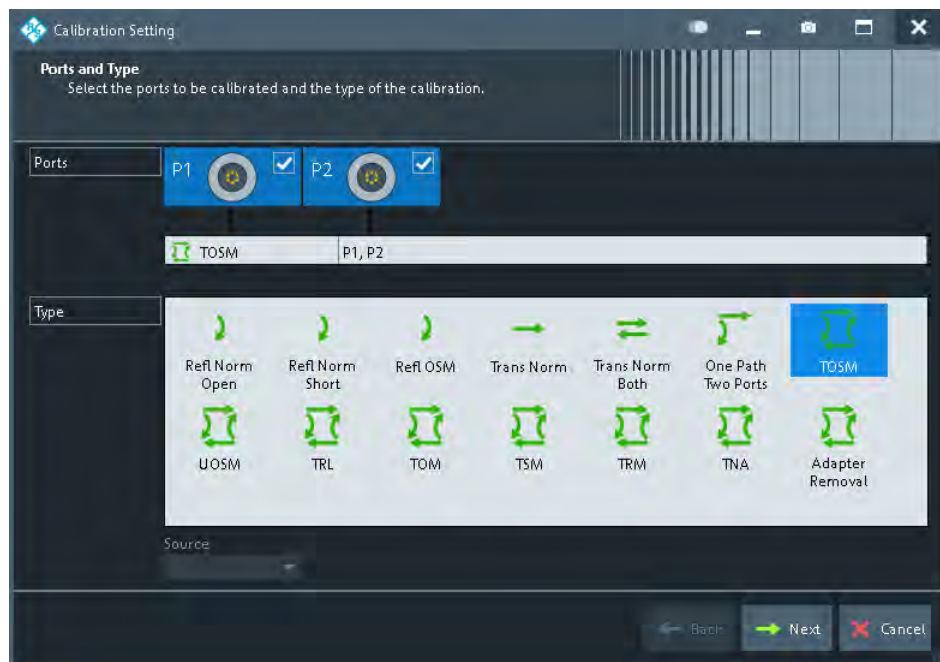 Calibration Setting
Ports and Type
Select the ports to be calibrated and the type of the calibration.
Ports
P1
P2
TOSM
P1, P2
Type
Refl Norm
Open
Refl Norm
Short
Refl OSM
Trans Norm
Trans Norm
Both
One Path
Two Ports
TOSM
UOSM
TRL
TOM
TSM
TRM
TNA
Adapter
Removal
Source
Back
Next
Cancel